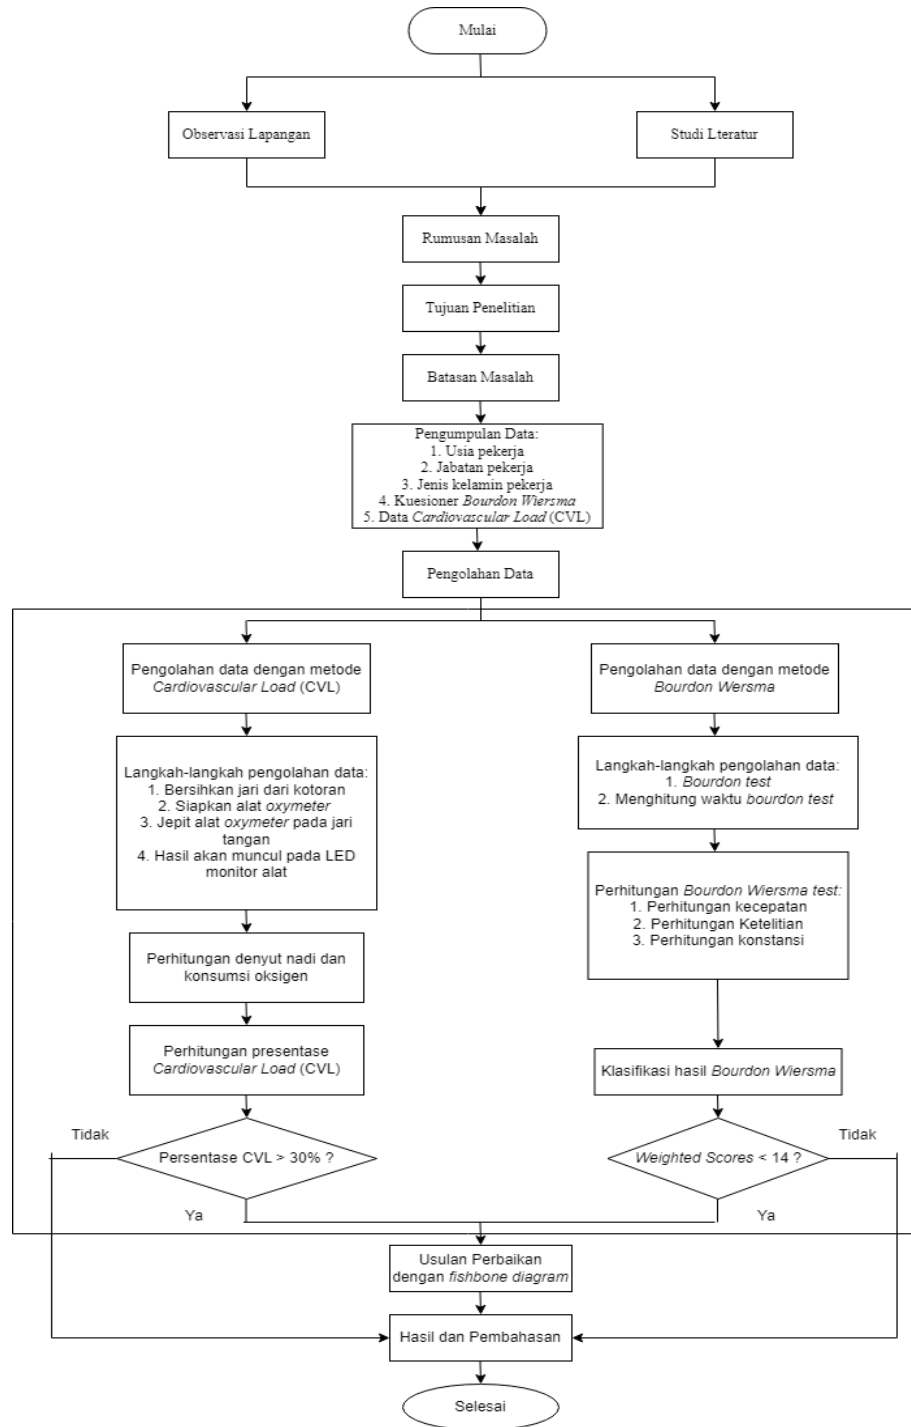 Mulai
Observasi Lapangan
Studi Lteratur
Rumusan Masalah
Tujuan Penelitian
Batasan Masalah
Pengumpulan Data:
1. Usia pekerja
2. Jabatan pekerja
3. Jenis kelamin pekerja
4. Kuesioner Bourdon Wiersma
5. Data Cardiovascular Load (CVL)
Pengolahan Data
Pengolahan data dengan metode
Cardiovascular Load (CVL)
Pengolahan data dengan metode
Bourdon Wersma
Langkah-langkah pengolahan data:
1. Bersihkan jari dari kotoran
2. Siapkan alat oxymeter
3. Jepit alat oxymeter pada jari
tangan
4. Hasil akan muncul pada LED
monitor alat
Langkah-langkah pengolahan data:
1. Bourdon test
2. Menghitung waktu bourdon test
Perhitungan Bourdon Wiersma test:
1. Perhitungan kecepatan
2. Perhitungan Ketelitian
3. Perhitungan konstansi
Perhitungan denyut nadi dan
konsumsi oksigen
Perhitungan presentase
Cardiovascular Load (CVL)
Klasifikasi hasil Bourdon Wiersma
Tidak
Persentase CVL > 30% ?
Ya
Weighted Scores < 14 ?
Tidak
Ya
Usulan Perbaikan
dengan fishbone diagram
Hasil dan Pembahasan
Selesai